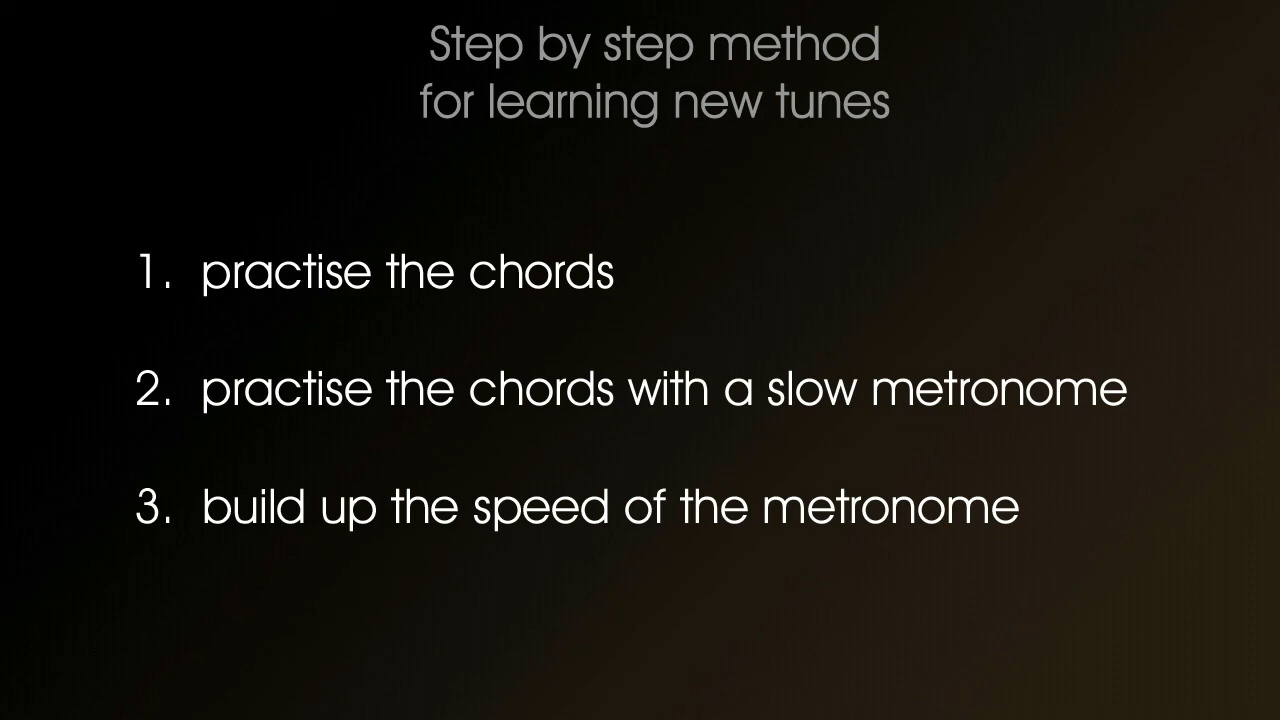 Step by step method
for learning new tunes
1. practise the chords
2. practise the chords with a slow metronome
3. build up the speed of the metronome